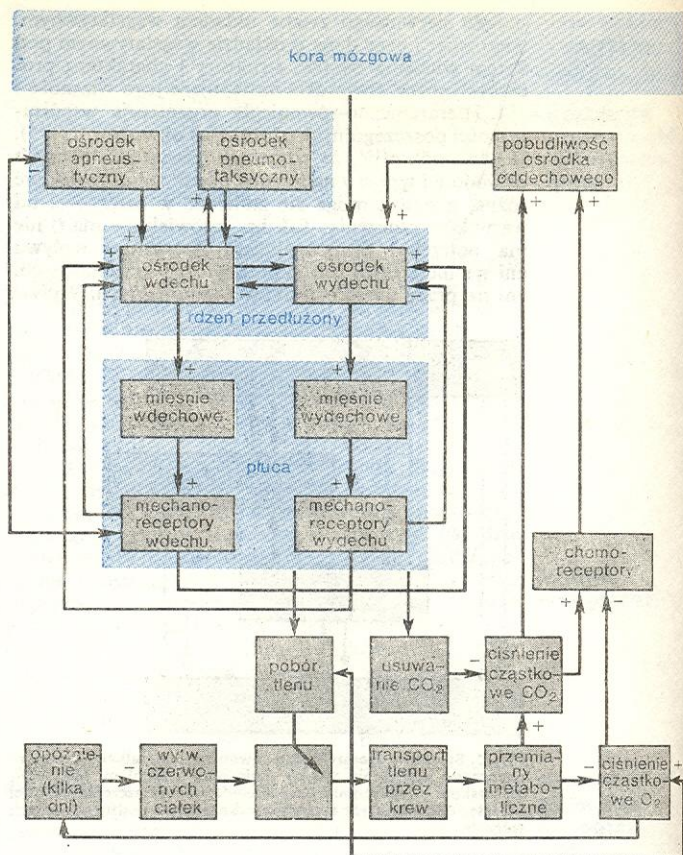 kora mózgowa
ośrodek
apneus-
tyczny
ośrodek
pneumo-
taksyczny
pobudliwość
ośrodka
oddechowego
ośrodek
wdechu
ośrodek
wydechu
rdzeń przedłużony
mięśnie
wdechowe
mięśnie
wydechowe
płuca
mechano-
receptory
wdechu
mechano-
receptory
wydechu
chemo-
receptory
pobór
tlenu
usuwa-
nie CO₂
ciśnienie
cząstko-
we CO₂
opóźnie-
nie (kilka
dni)
wytw.
czerwo-
nych
ciałek
transport
tlenu
przez
krew
przemia-
ny
metabo-
liczne
ciśnienie
cząstko-
we O₂